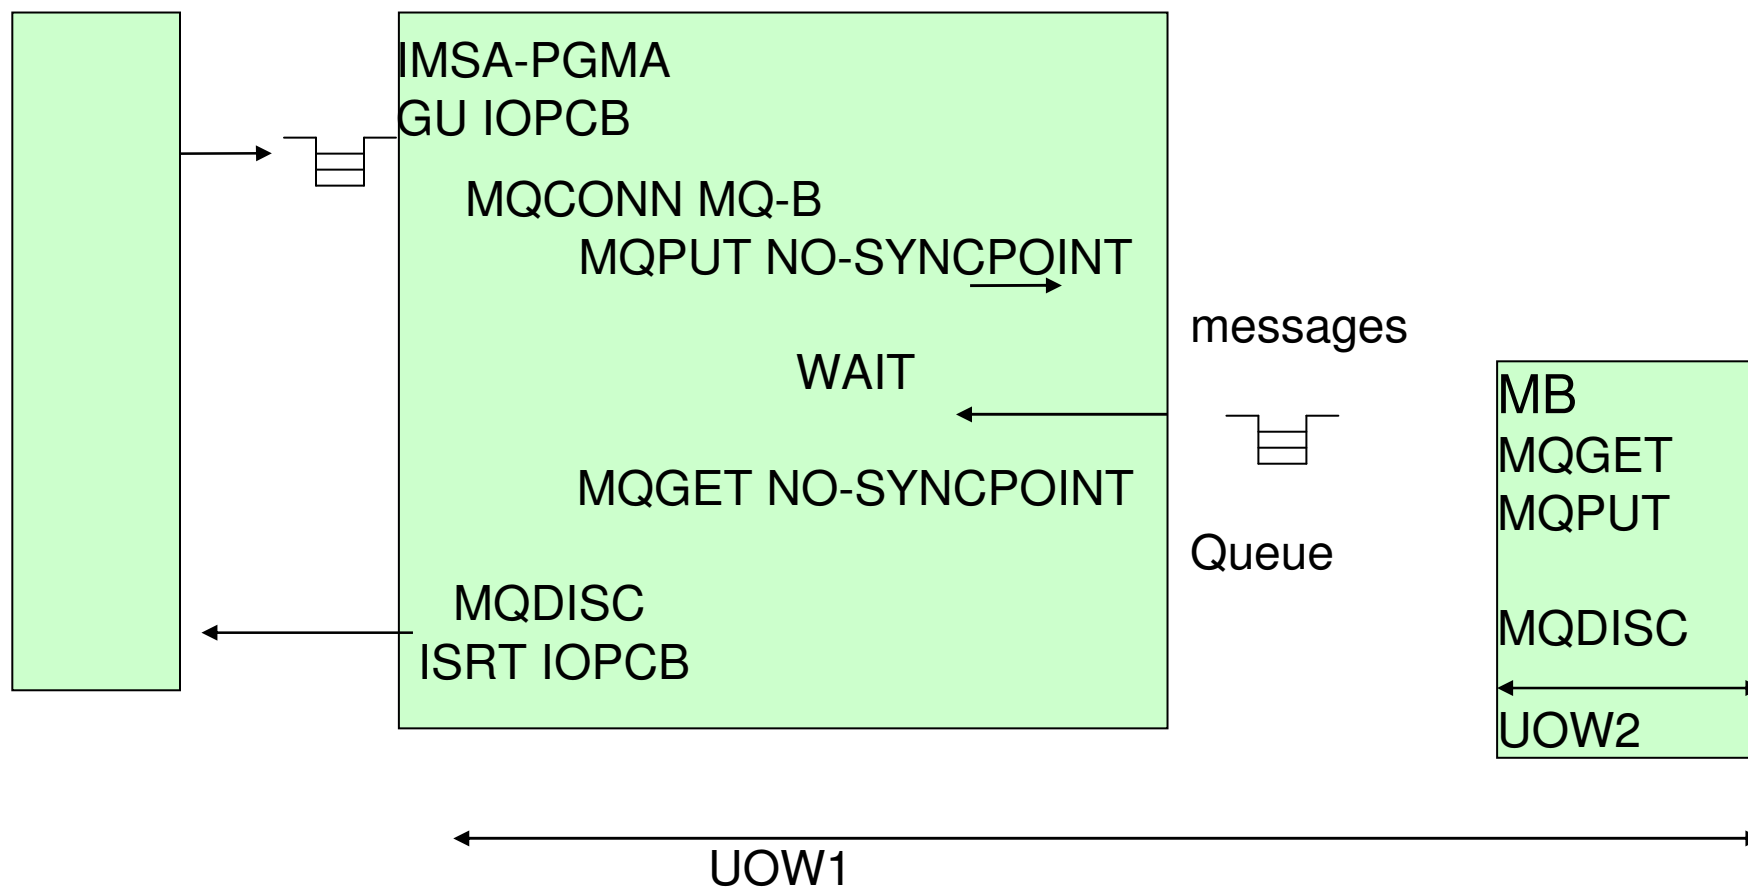 IMSA-PGMA
GU IOPCB
MQCONN MQ-B
MQPUT NO-SYNCPOINT
WAIT
MQGET NO-SYNCPOINT
MQDISC
ISRT IOPCB
messages
Queue
MB
MQGET
MQPUT
MQDISC
UOW2
UOW1